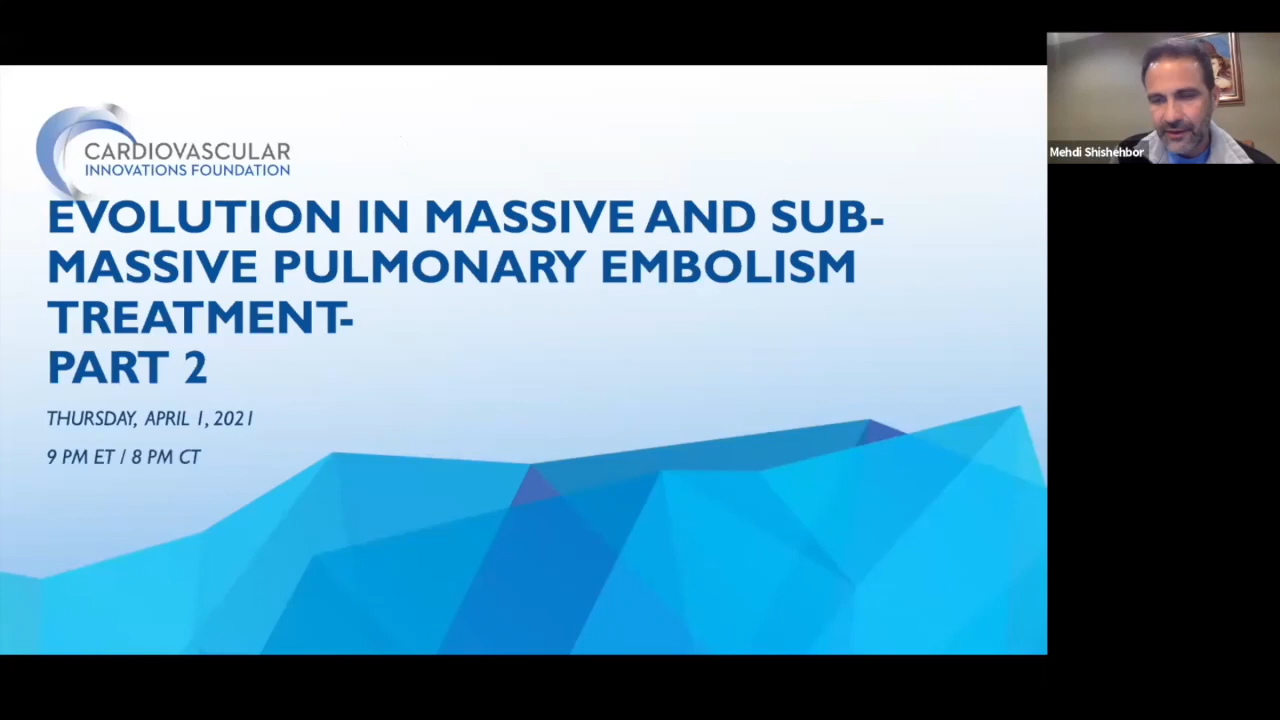 CARDIOVASCULAR
INNOVATIONS FOUNDATION
EVOLUTION IN MASSIVE AND SUB-
MASSIVE PULMONARY EMBOLISM
TREATMENT-
PART 2
THURSDAY, APRIL 1, 2021
9 PM ET / 8 PM CT
Mehdi Shishehbor